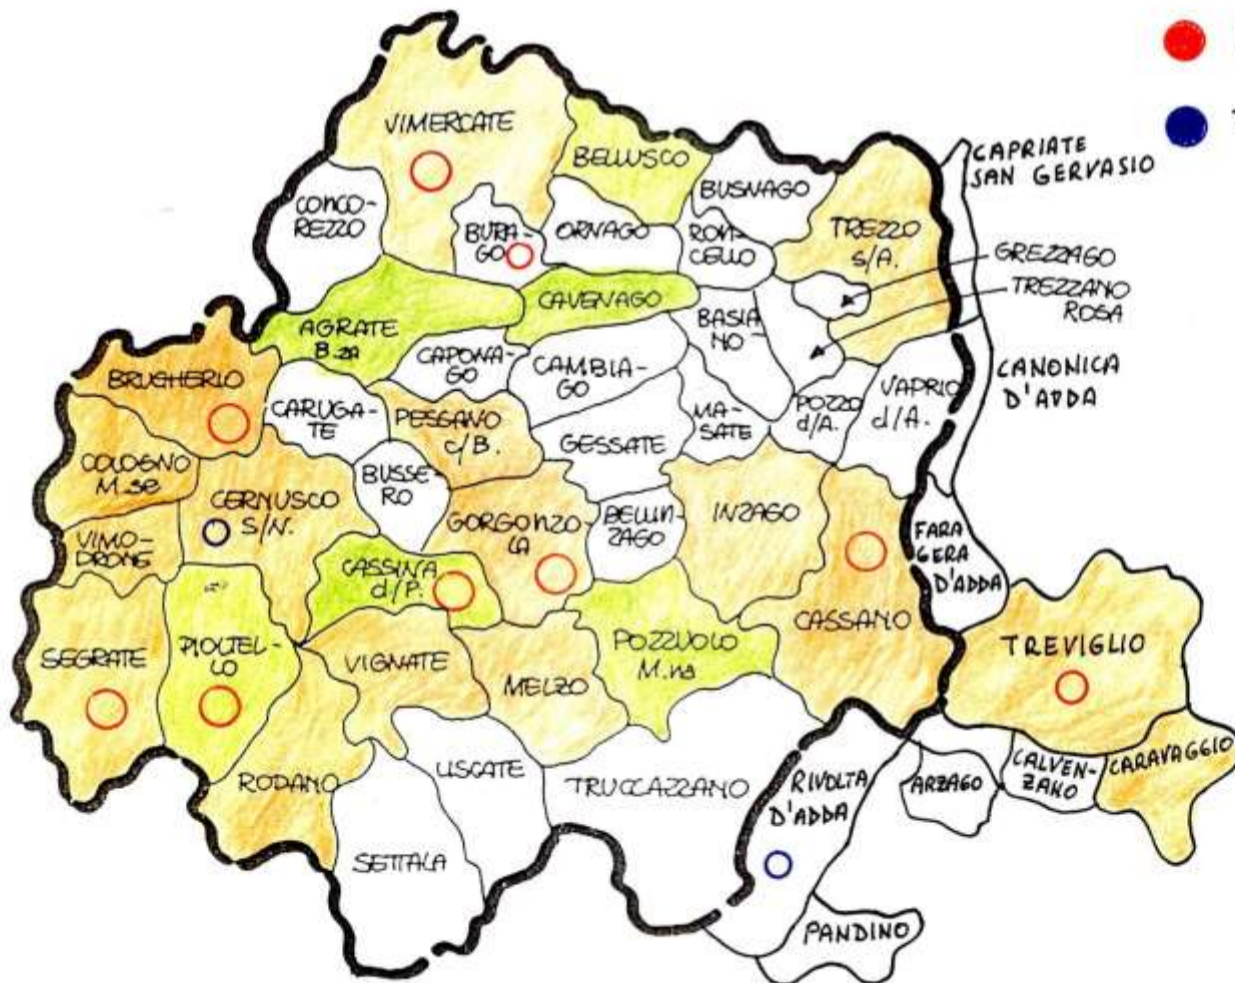 VIMERCATE
BELLUSCO
BUSNAGO
CAPRIATE
SAN GERVASIO
CONCO-
REZZO
BURA-
GO
ORNAGO
RON-
CELLO
TREZZO
S/A.
GREZZAGO
TREZZANO
ROSA
AGRATE
B.za
CAVENAGO
BASIA-
NO
BRUGHERIO
CAPONA-
GO
CAMBIA-
GO
CANONICA
D'ADDA
CARUGA-
TE
PESSANO
C/B.
GESSATE
MA-
SATE
POZZO
d/A.
VAPRIO
d/A.
COLOGNO
M.se
CERNUSCO
S/N.
BUSSE-
RO
GORGONZO-
LA
BELLIN-
ZAGO
INZAGO
VIMO-
DRONE
FARA
GERA
D'ADDA
CASSINA
d/P.
CASSANO
SEGRATE
PIOLTEL-
LO
VIGNATE
MELZO
POZZUOLO
M.na
TREVIGLIO
RODANO
LISCATE
TRUCCAZZANO
RIVOLTA
D'ADDA
ARZAGO
CALVEN-
ZANO
CARAVAGGIO
SETTALA
PANDINO